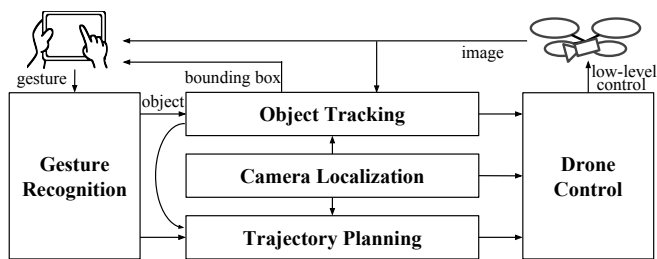 image
gesture
bounding box
low-level
control
object
Object Tracking
Gesture
Recognition
Camera Localization
Drone
Control
Trajectory Planning